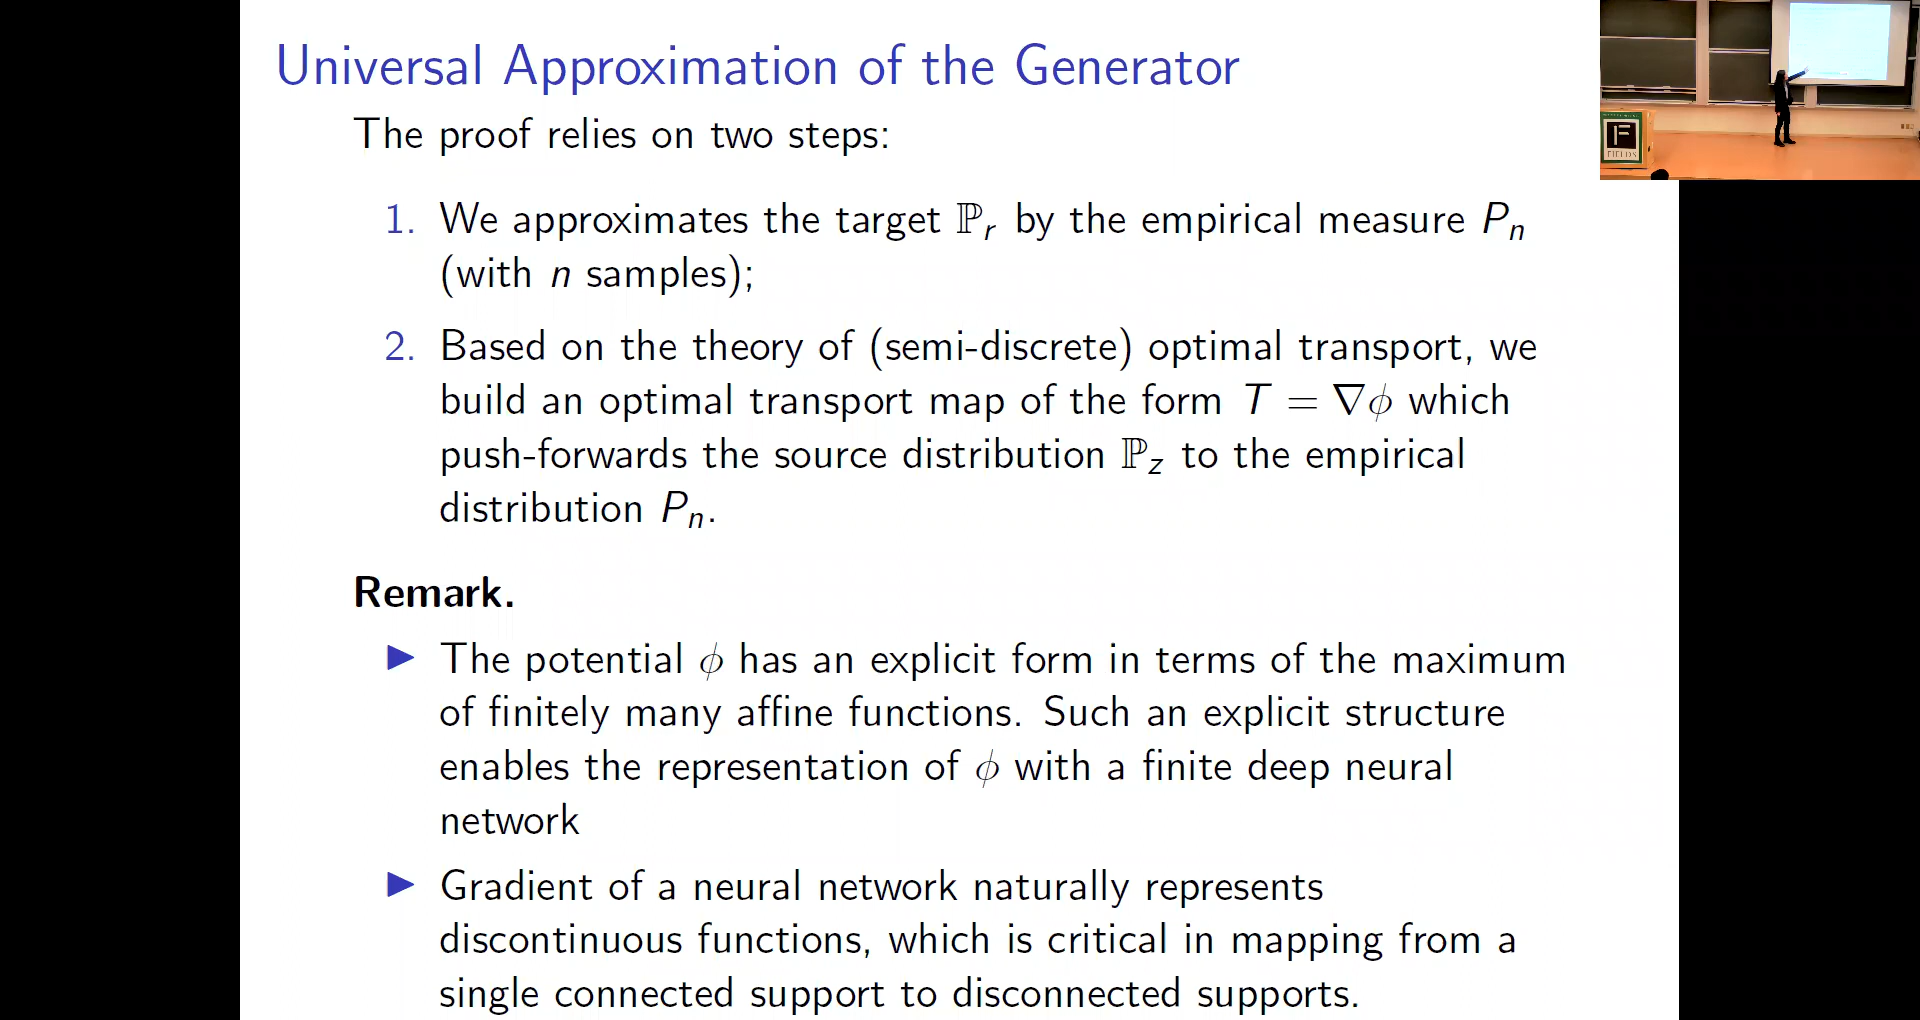 Universal Approximation of the Generator
The proof relies on two steps:
1. We approximates the target ℙ_r by the empirical measure P_n
(with n samples);
2. Based on the theory of (semi-discrete) optimal transport, we
build an optimal transport map of the form T = ∇ϕ which
push-forwards the source distribution ℙ_z to the empirical
distribution P_n.
Remark.
▶ The potential ϕ has an explicit form in terms of the maximum
of finitely many affine functions. Such an explicit structure
enables the representation of ϕ with a finite deep neural
network
▶ Gradient of a neural network naturally represents
discontinuous functions, which is critical in mapping from a
single connected support to disconnected supports.
F
FIELDS